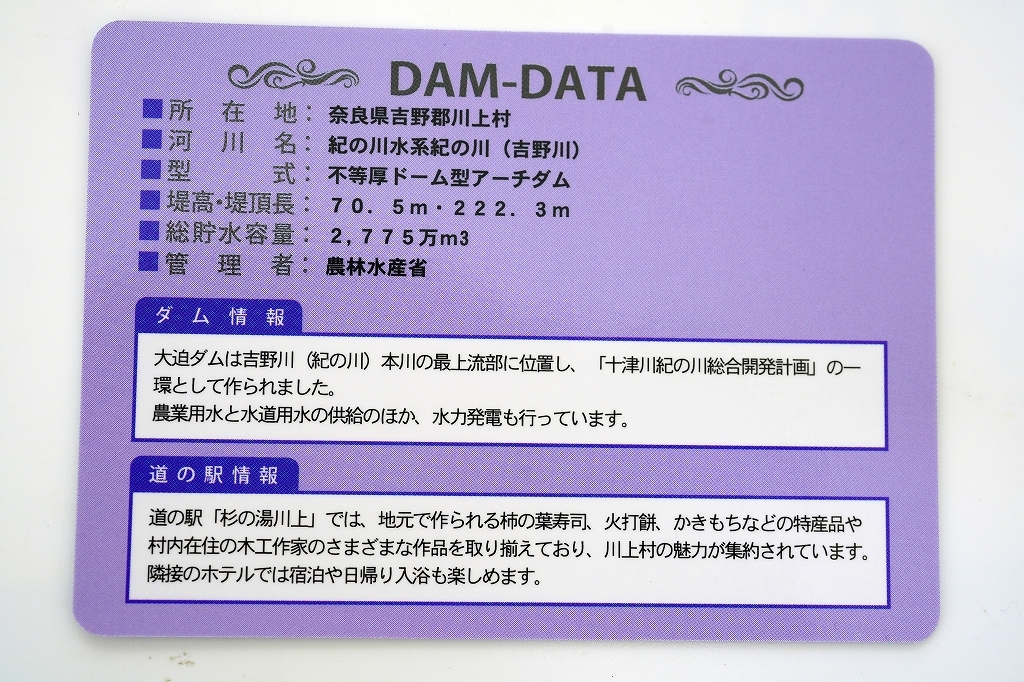 DAM-DATA
■所在地：奈良県吉野郡川上村
■河川名：紀の川水系紀の川（吉野川）
■型式：不等厚ドーム型アーチダム
■堤高・堤頂長：７０．５ｍ・２２２．３ｍ
■総貯水容量：２,７７５万m3
■管理者：農林水産省
ダム情報
大迫ダムは吉野川（紀の川）本川の最上流部に位置し、「十津川紀の川総合開発計画」の一
環として作られました。
農業用水と水道用水の供給のほか、水力発電も行っています。
道の駅情報
道の駅「杉の湯川上」では、地元で作られる柿の葉寿司、火打餅、かきもちなどの特産品や
村内在住の木工作家のさまざまな作品を取り揃えており、川上村の魅力が集約されています。
隣接のホテルでは宿泊や日帰り入浴も楽しめます。